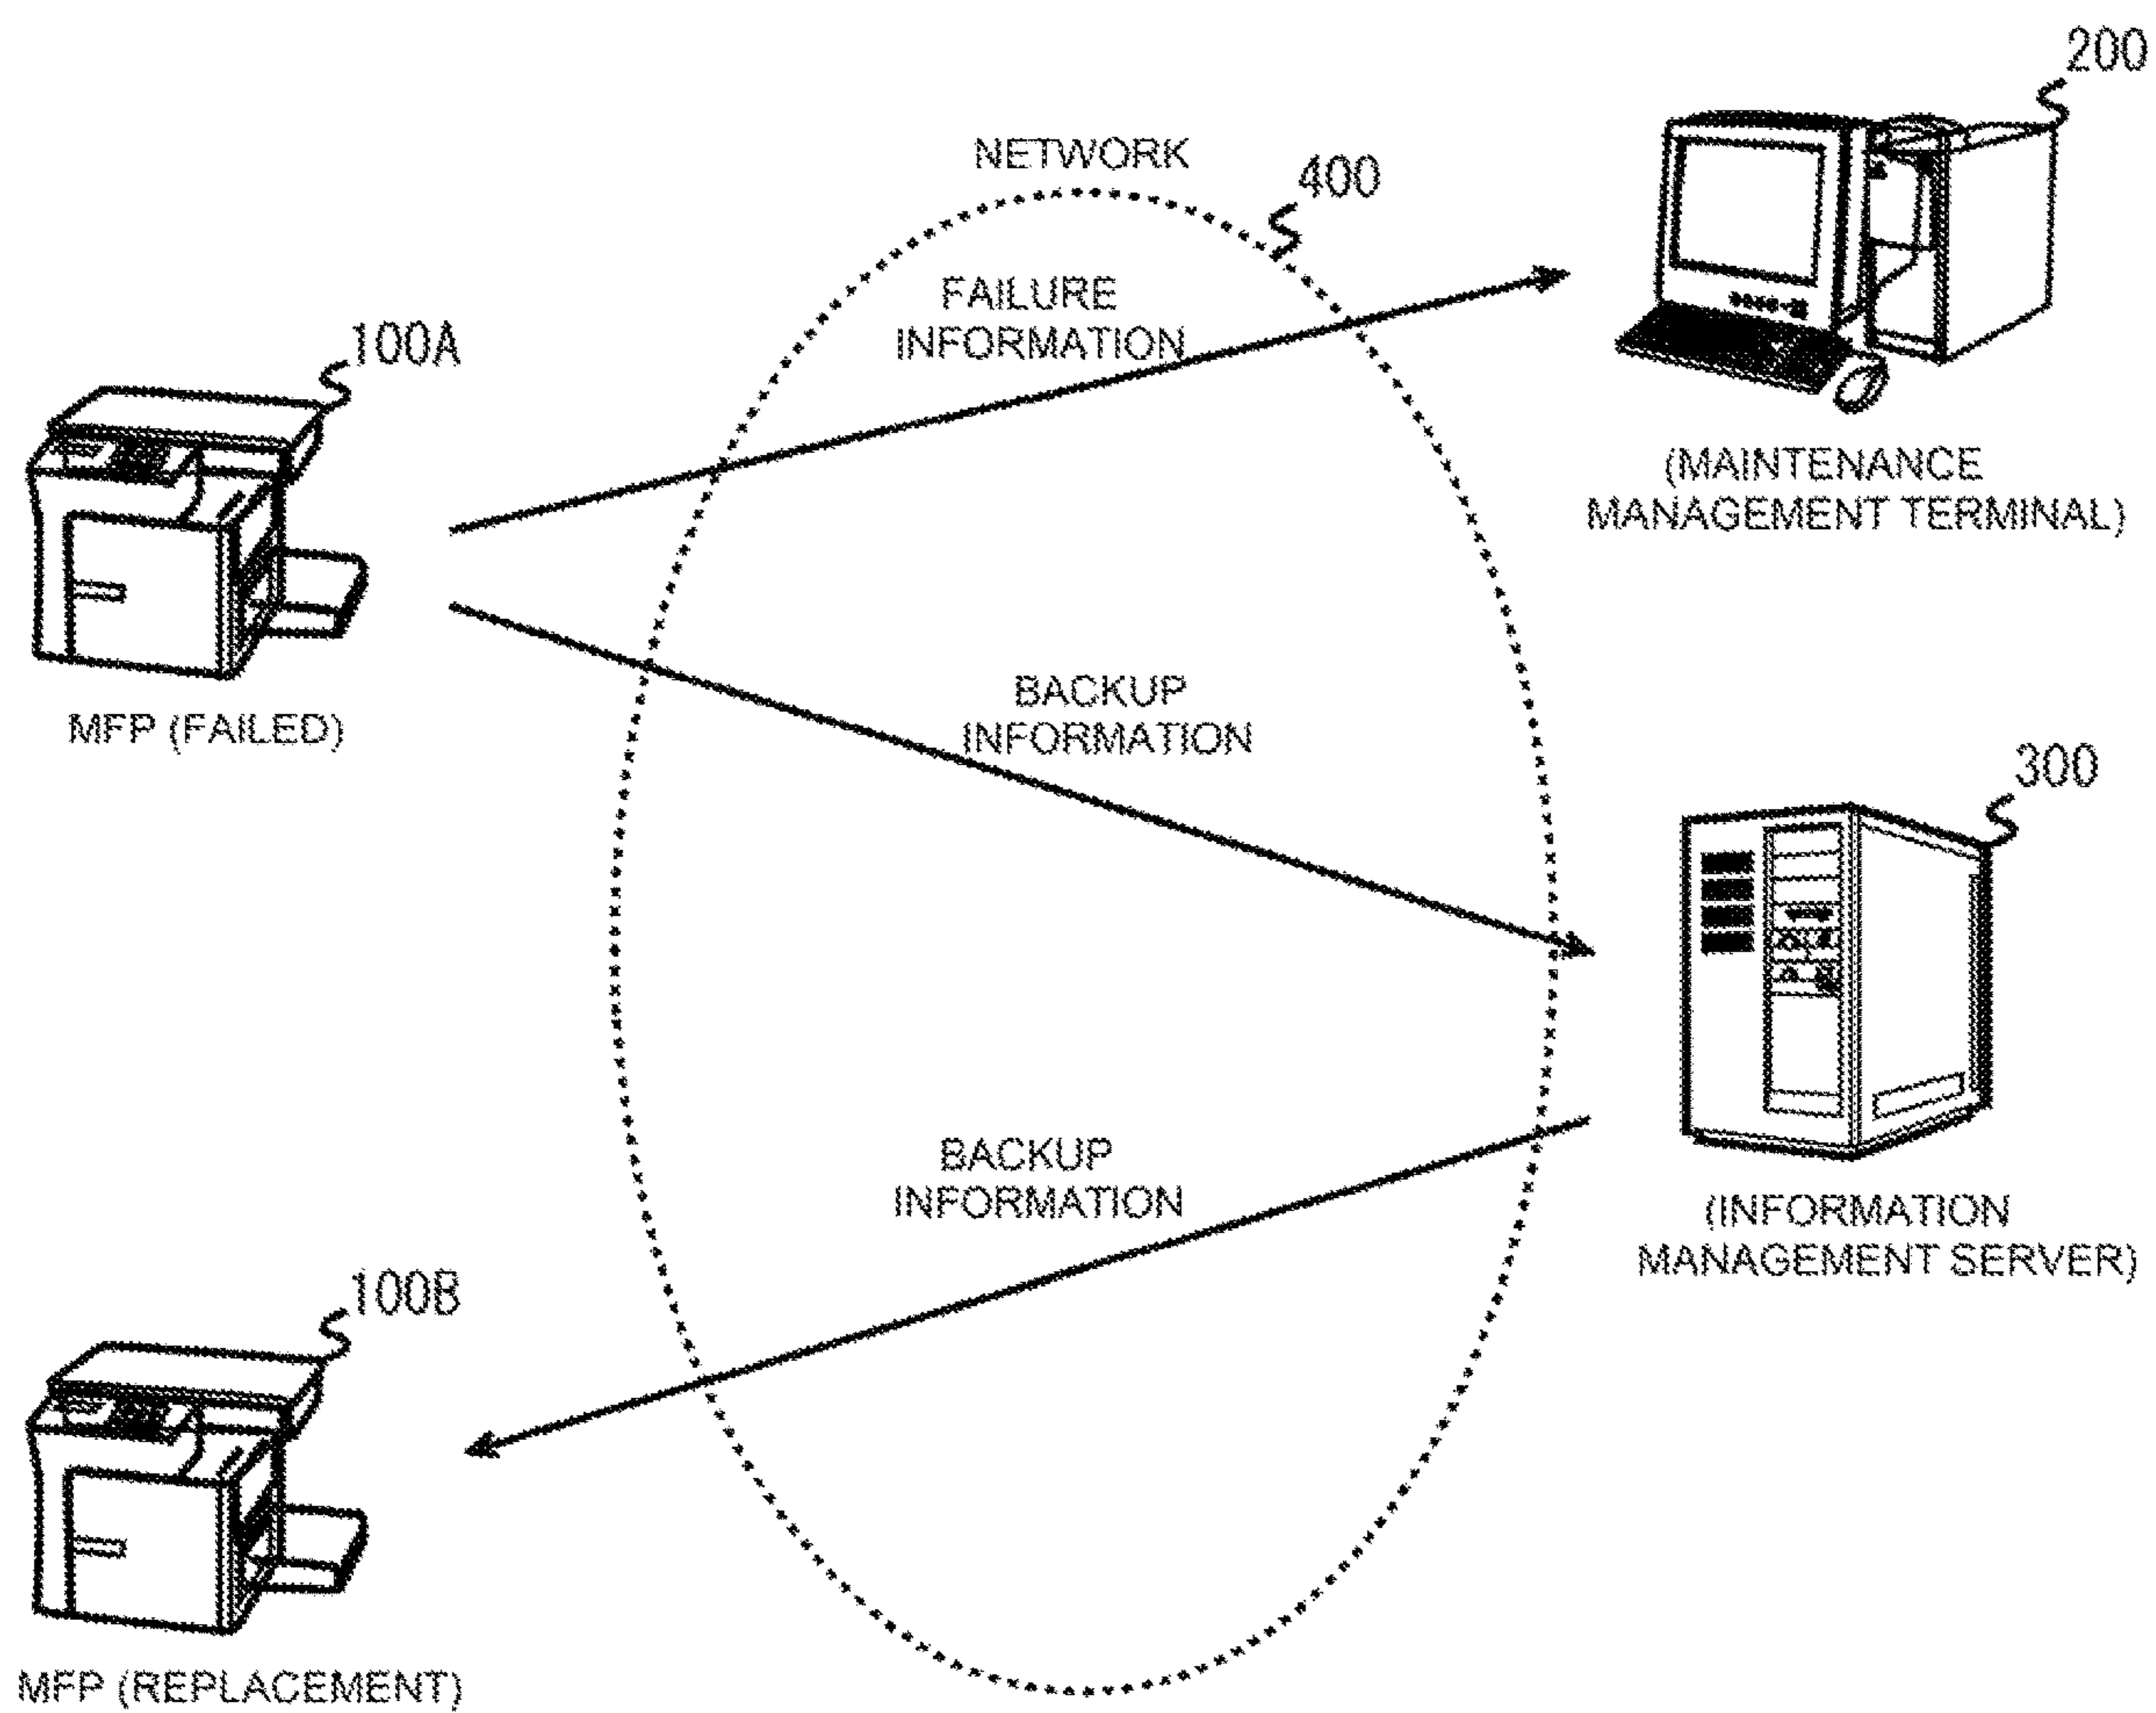 200
NETWORK
400
FAILURE
INFORMATION
100A
(MAINTENANCE
MANAGEMENT TERMINAL)
BACKUP
INFORMATION
MFP (FAILED)
300
BACKUP
INFORMATION
(INFORMATION
MANAGEMENT SERVER)
100B
MFP (REPLACEMENT)